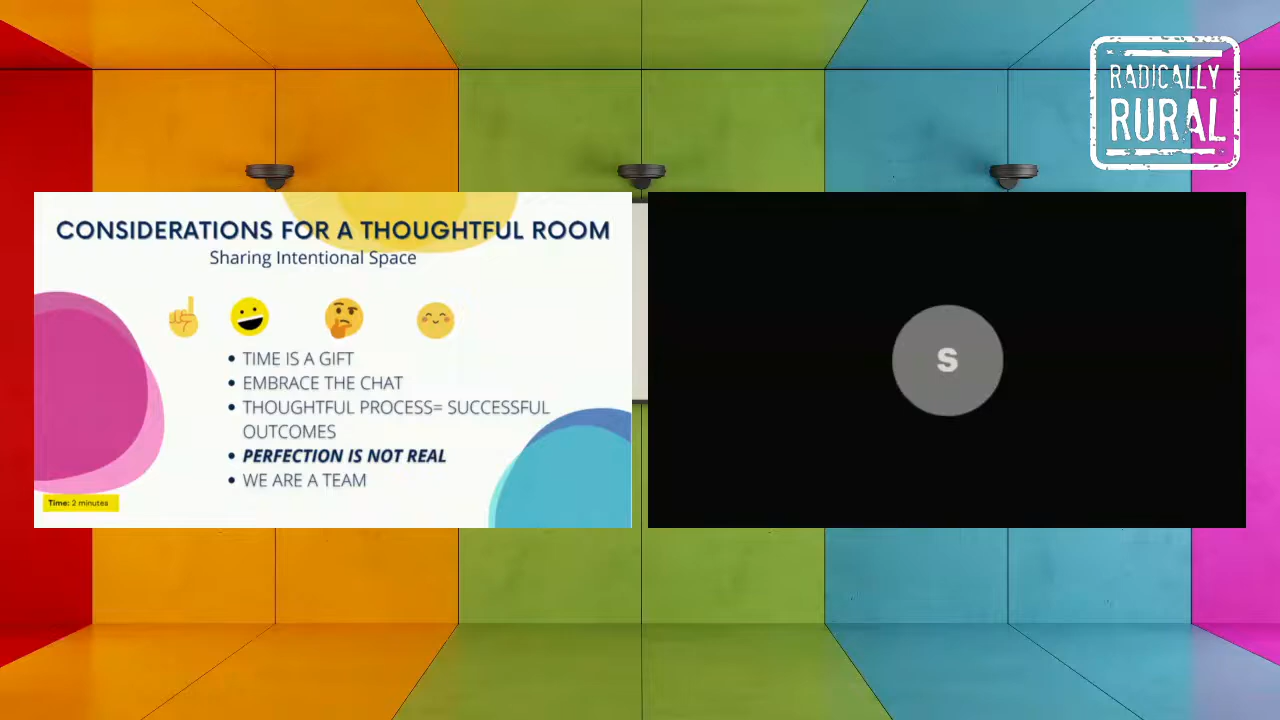 RADICALLY
RURAL
CONSIDERATIONS FOR A THOUGHTFUL ROOM
Sharing Intentional Space
• TIME IS A GIFT
• EMBRACE THE CHAT
• THOUGHTFUL PROCESS= SUCCESSFUL
OUTCOMES
• PERFECTION IS NOT REAL
• WE ARE A TEAM
Time: 2 minutes
S